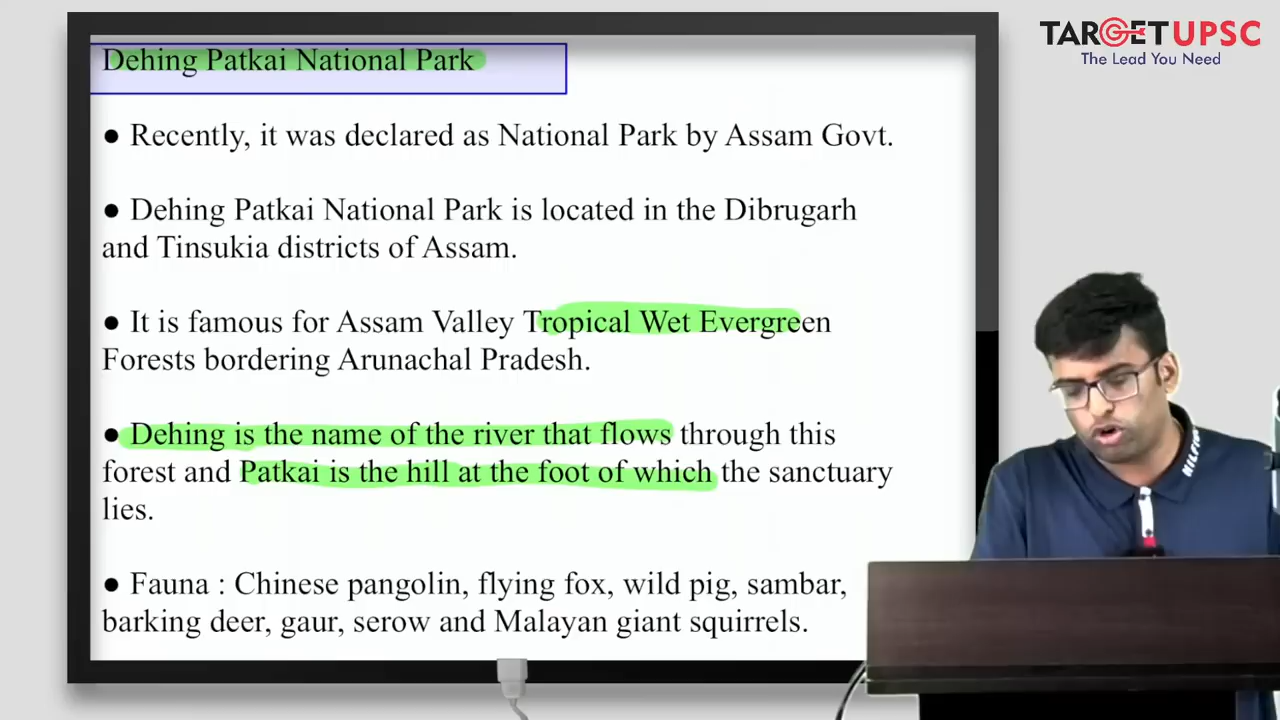 TARGETUPSC
The Lead You Need
Dehing Patkai National Park
● Recently, it was declared as National Park by Assam Govt.
● Dehing Patkai National Park is located in the Dibrugarh
and Tinsukia districts of Assam.
● It is famous for Assam Valley Tropical Wet Evergreen
Forests bordering Arunachal Pradesh.
● Dehing is the name of the river that flows through this
forest and Patkai is the hill at the foot of which the sanctuary
lies.
● Fauna : Chinese pangolin, flying fox, wild pig, sambar,
barking deer, gaur, serow and Malayan giant squirrels.